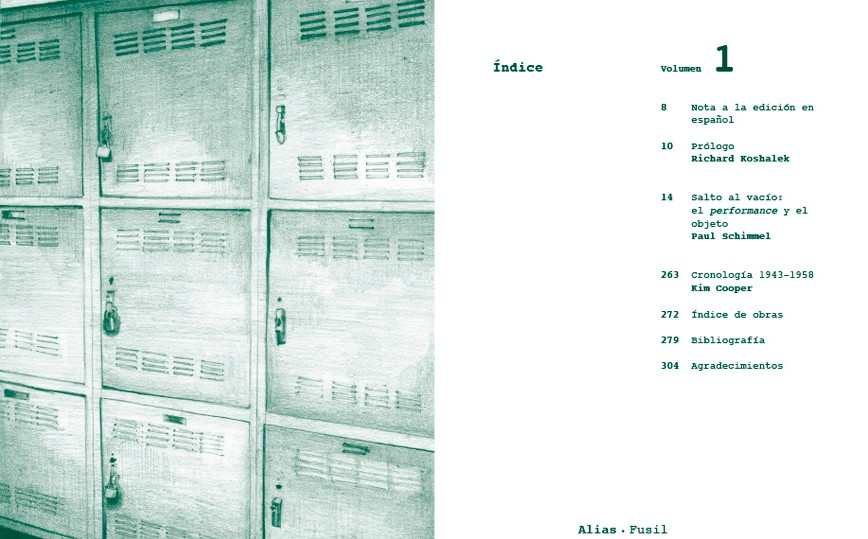 Índice
Volumen 1
8 Nota a la edición en
español
10 Prólogo
Richard Koshalek
14 Salto al vacío:
el performance y el
objeto
Paul Schimmel
263 Cronología 1943–1958
Kim Cooper
272 Índice de obras
279 Bibliografía
304 Agradecimientos
Alias · Fusil